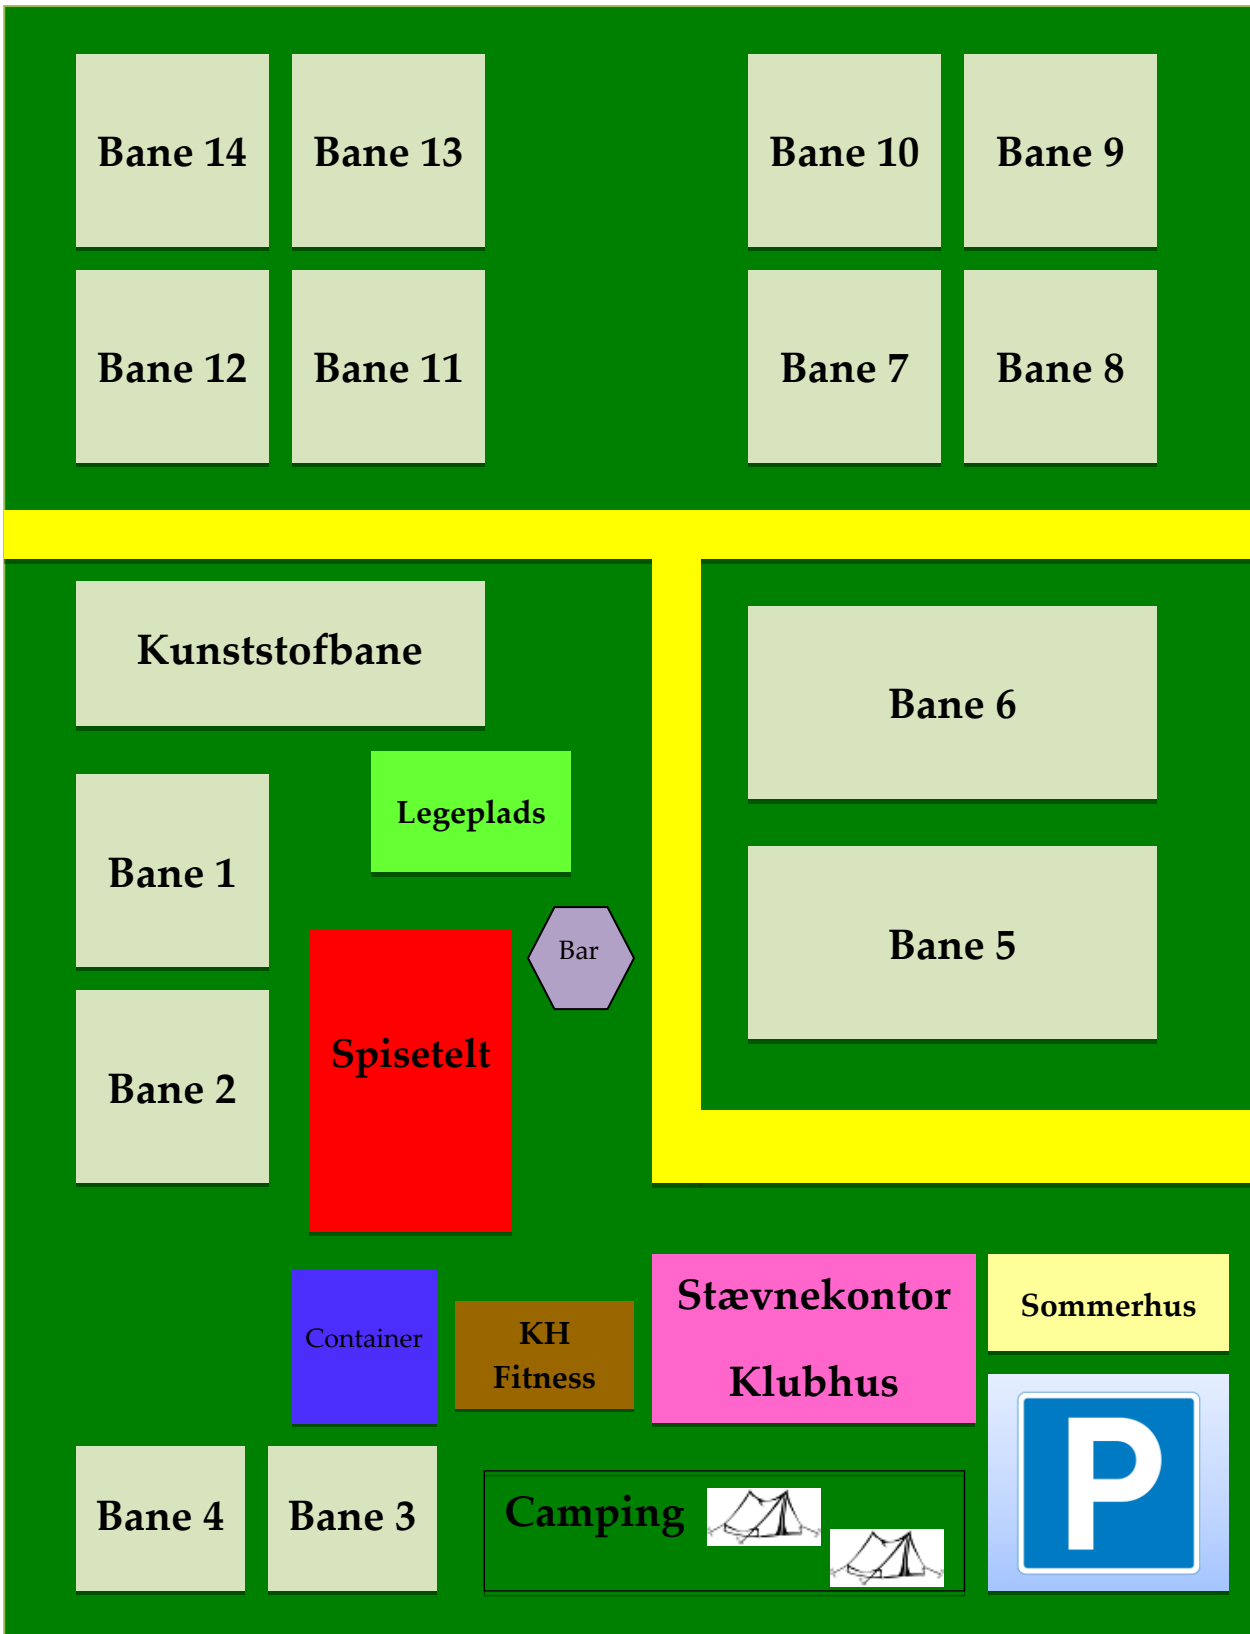 Bane 14
Bane 13
Bane 10
Bane 9
Bane 12
Bane 11
Bane 7
Bane 8
Kunststofbane
Bane 6
Legeplads
Bane 1
Bar
Bane 5
Spisetelt
Bane 2
Stævnekontor
Klubhus
Sommerhus
Container
KH
Fitness
P
Bane 4
Bane 3
Camping